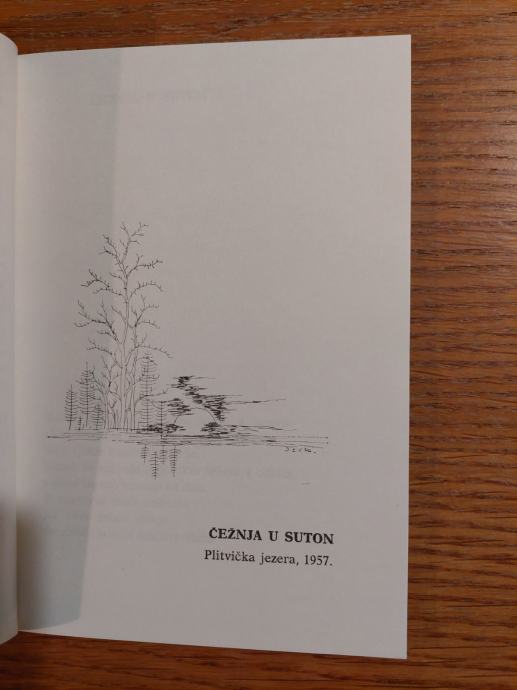 ČEŽNJA U SUTON
Plitvička jezera, 1957.